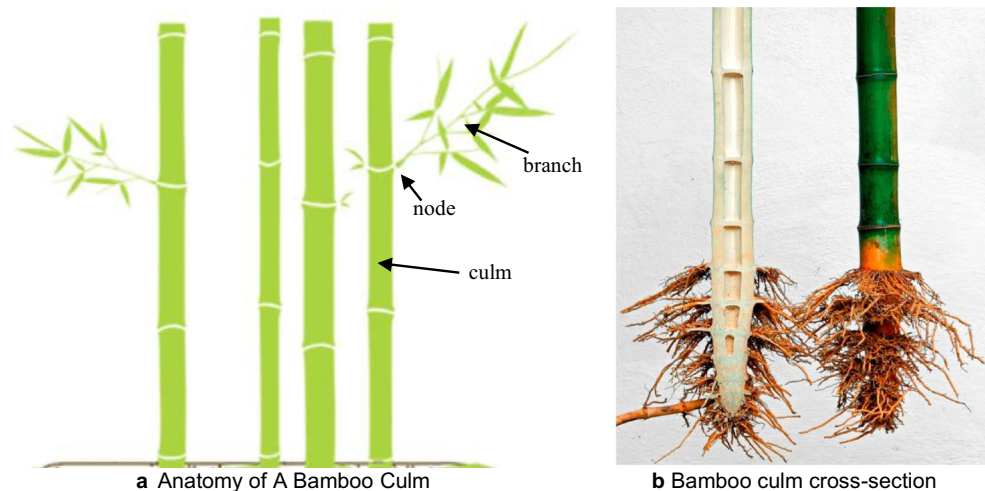 branch
node
culm
a Anatomy of A Bamboo Culm
b Bamboo culm cross-section